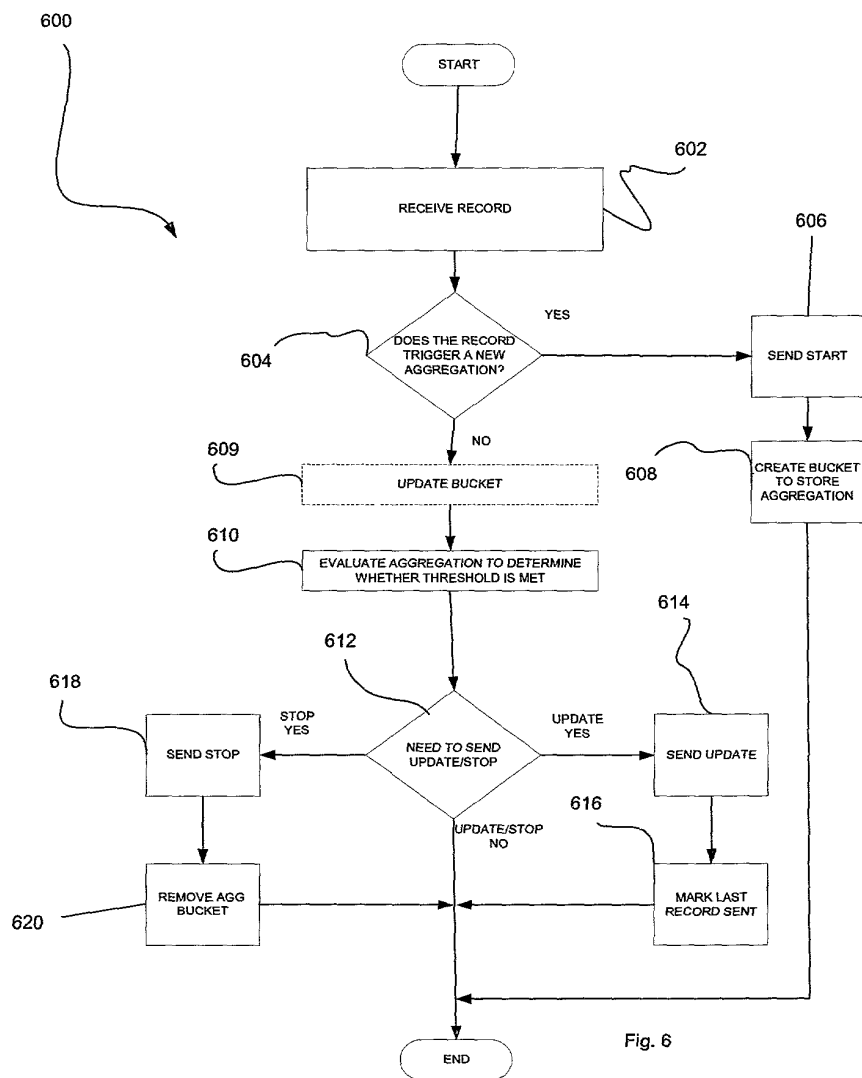 600
START
602
RECEIVE RECORD
606
YES
DOES THE RECORD
TRIGGER A NEW
AGGREGATION?
604
SEND START
NO
609
UPDATE BUCKET
608
CREATE BUCKET
TO STORE
AGGREGATION
610
EVALUATE AGGREGATION TO DETERMINE
WHETHER THRESHOLD IS MET
614
612
618
STOP
YES
UPDATE
YES
SEND STOP
NEED TO SEND
UPDATE/STOP
SEND UPDATE
616
UPDATE/STOP
NO
REMOVE AGG
BUCKET
MARK LAST
RECORD SENT
620
Fig. 6
END